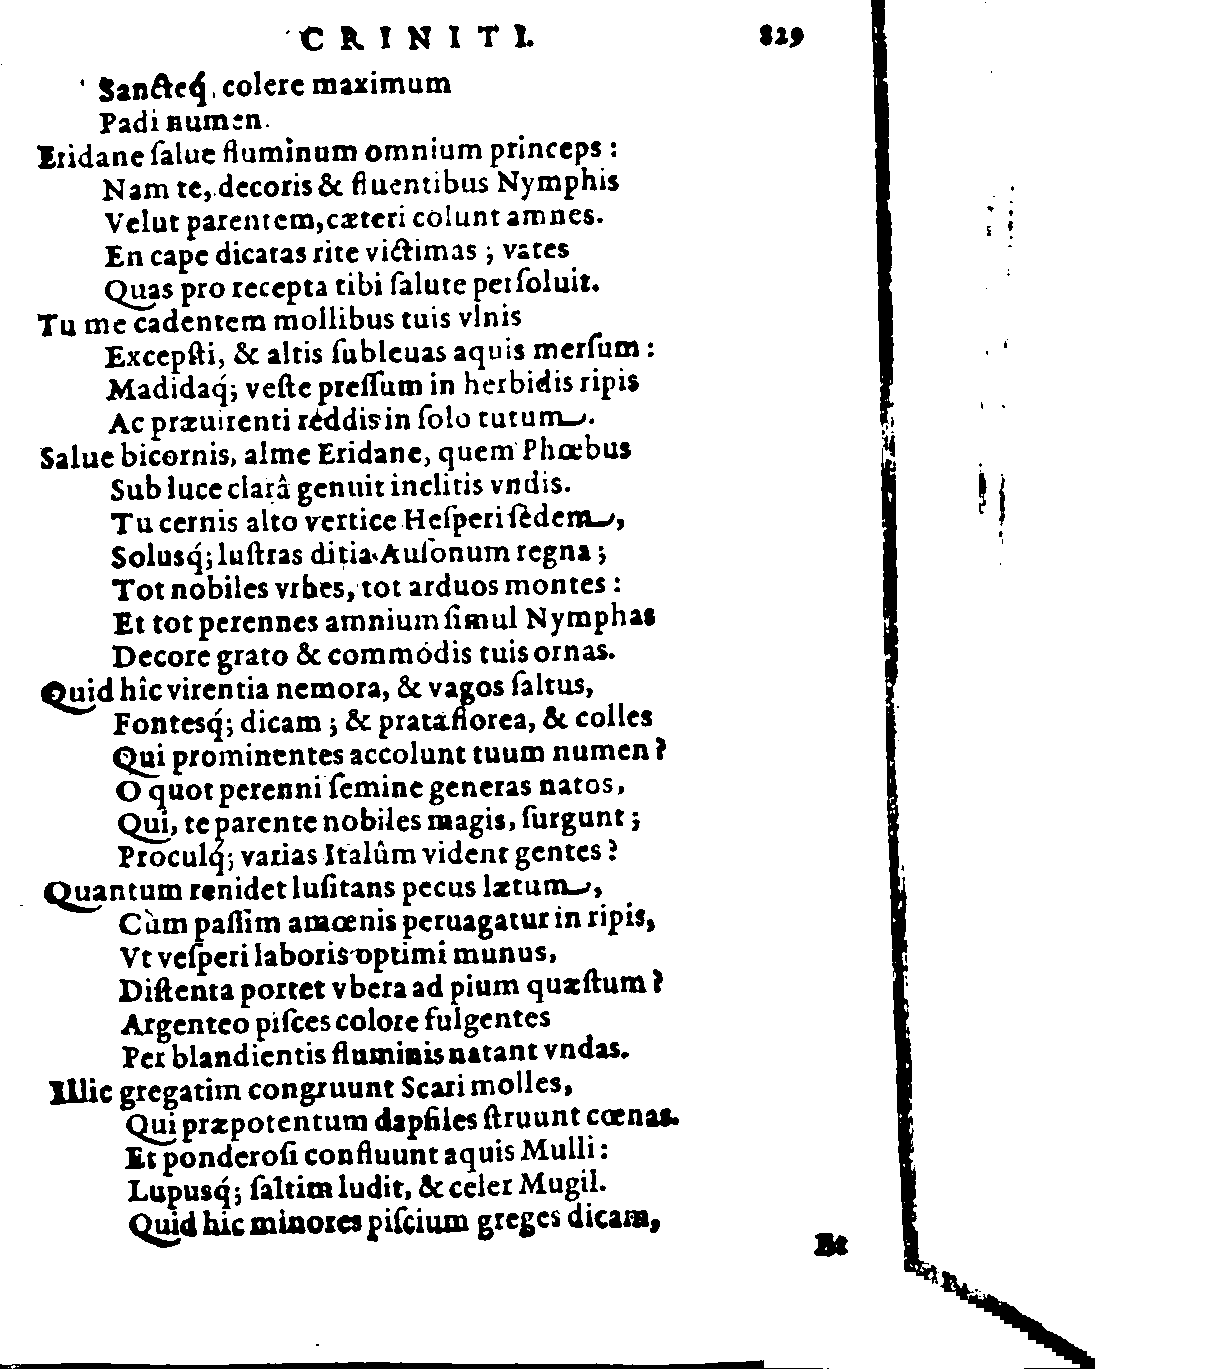 CRINITI. 829
Sancteq́, colere maximum
Padi numen.
Eridane ſalue fluminum omnium princeps:
Nam te, decoris & fluentibus Nymphis
Velut parentem, cæteri colunt amnes.
En cape dicatas rite victimas; vates
Quas pro recepta tibi ſalute perſoluit.
Tu me cadentem mollibus tuis vlnis
Excepſti, & altis ſubleuas aquis merſum:
Madidaq́; veſte preſſum in herbidis ripis
Ac præuirenti reddis in ſolo tutum.
Salue bicornis, alme Eridane, quem Phœbus
Sub luce clarâ genuit inclitis vndis.
Tu cernis alto vertice Heſperi ſedem,
Solusq́; luſtras ditia Auſonum regna;
Tot nobiles vrbes, tot arduos montes:
Et tot perennes amnium ſimul Nymphas
Decore grato & commodis tuis ornas.
Quid hîc virentia nemora, & vagos ſaltus,
Fontesq́; dicam; & prata florea, & colles
Qui prominentes accolunt tuum numen?
O quot perenni ſemine generas natos,
Qui, te parente nobiles magis, ſurgunt;
Proculq́; varias Italûm vident gentes?
Quantum renidet luſitans pecus lætum,
Cùm paſſim amœnis peruagatur in ripis,
Vt veſperi laboris optimi munus,
Diſtenta portet vbera ad pium quæſtum?
Argenteo piſces colore fulgentes
Per blandientis fluminis natant vndas.
Illic gregatim congruunt Scari molles,
Qui præpotentum dapſiles ſtruunt cœnas.
Et ponderoſi confluunt aquis Mulli:
Lupusq́; ſaltim ludit, & celer Mugil.
Quid hic minores piſcium greges dicam,
Et